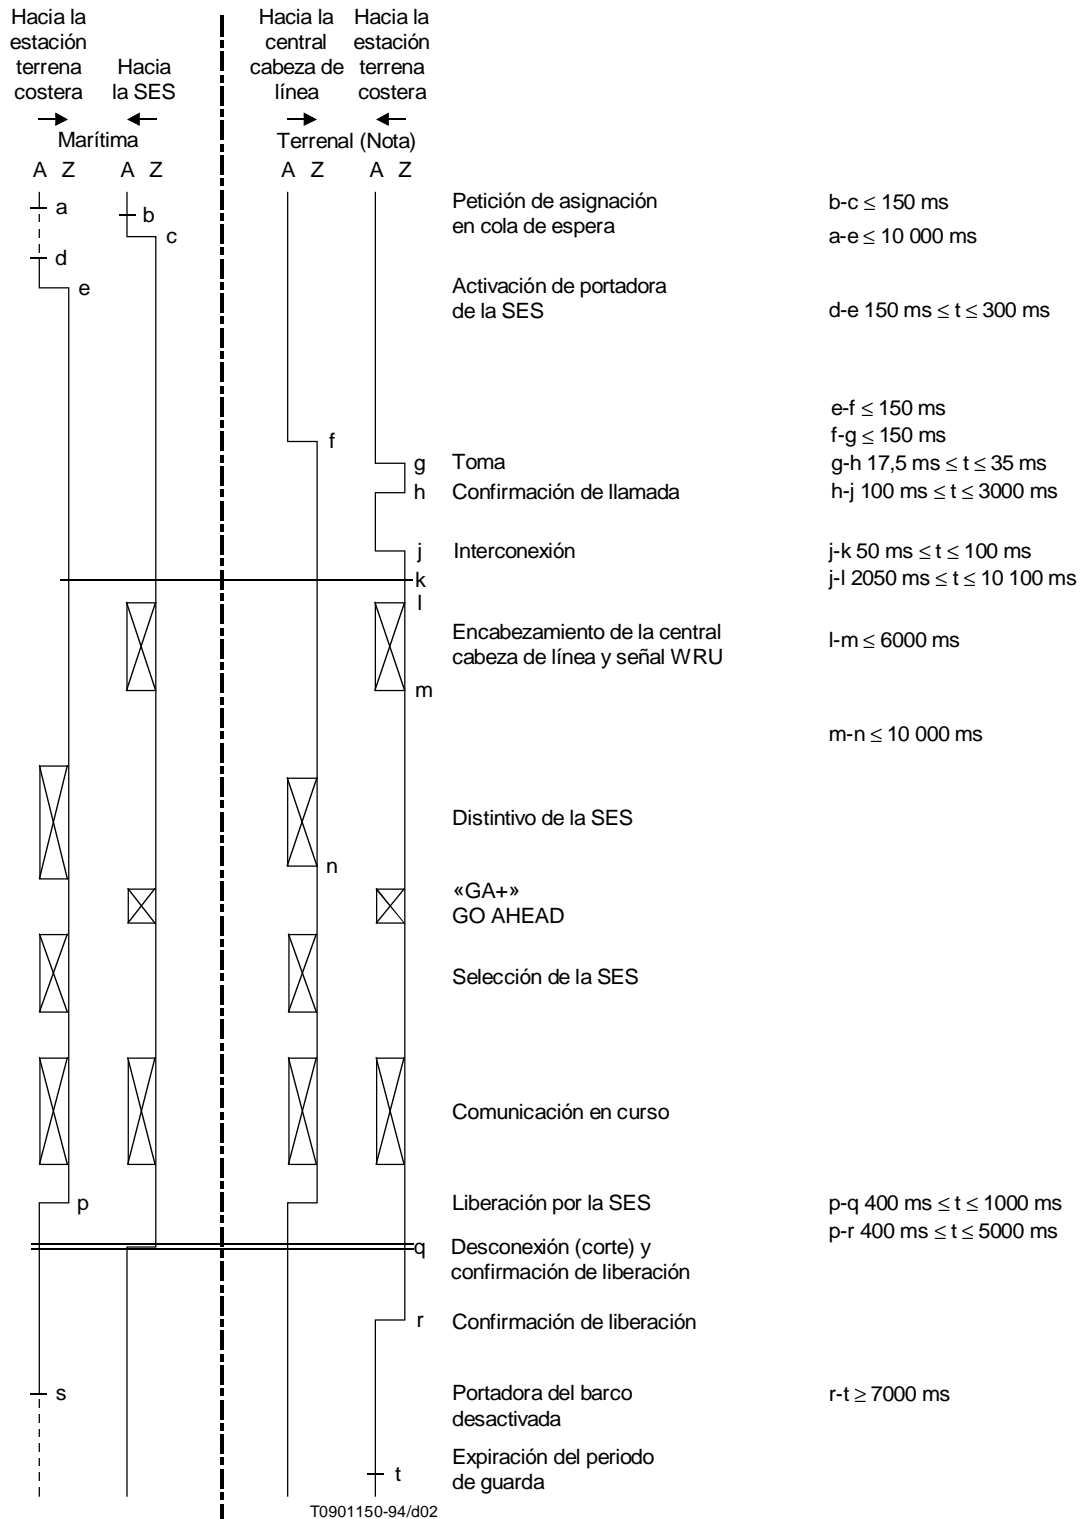 Hacia la
estación
terrena
costera
Hacia
la SES
Marítima
A Z
A Z
Hacia la
central
cabeza de
línea
Hacia la
estación
terrena
costera
Terrenal (Nota)
A Z
A Z
a
b
c
d
e
Petición de asignación
en cola de espera
b-c ≤ 150 ms
a-e ≤ 10 000 ms
Activación de portadora
de la SES
d-e 150 ms ≤ t ≤ 300 ms
e-f ≤ 150 ms
f
f-g ≤ 150 ms
g Toma
g-h 17,5 ms ≤ t ≤ 35 ms
h Confirmación de llamada
h-j 100 ms ≤ t ≤ 3000 ms
j Interconexión
j-k 50 ms ≤ t ≤ 100 ms
k
j-l 2050 ms ≤ t ≤ 10 100 ms
l
Encabezamiento de la central
cabeza de línea y señal WRU
l-m ≤ 6000 ms
m
m-n ≤ 10 000 ms
Distintivo de la SES
n
«GA+»
GO AHEAD
Selección de la SES
Comunicación en curso
p
Liberación por la SES
p-q 400 ms ≤ t ≤ 1000 ms
p-r 400 ms ≤ t ≤ 5000 ms
q Desconexión (corte) y
confirmación de liberación
r Confirmación de liberación
s
Portadora del barco
desactivada
r-t ≥ 7000 ms
Expiración del periodo
de guarda
t
T0901150-94/d02